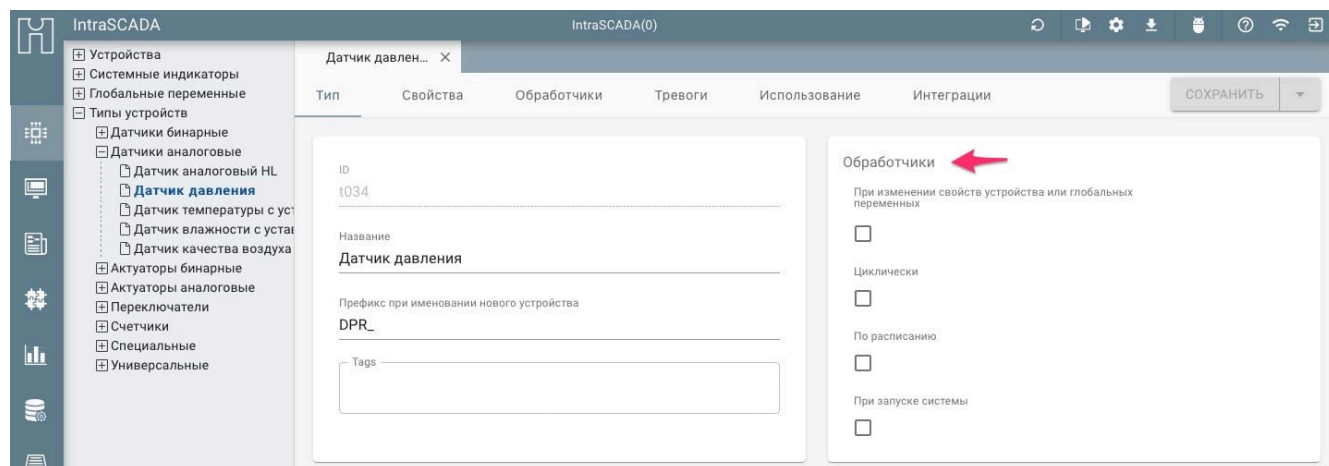 IntraSCADA
IntraSCADA(0)
Устройства
Системные индикаторы
Глобальные переменные
Типы устройств
Датчики бинарные
Датчики аналоговые
Датчик аналоговый HL
Датчик давления
Датчик температуры с уст
Датчик влажности с устав
Датчик качества воздуха
Актуаторы бинарные
Актуаторы аналоговые
Переключатели
Счетчики
Специальные
Универсальные
Датчик давлен...
Тип Свойства Обработчики Тревоги Использование Интеграции СОХРАНИТЬ
ID
t034
Название
Датчик давления
Префикс при именовании нового устройства
DPR_
Tags
Обработчики
При изменении свойств устройства или глобальных
переменных
Циклически
По расписанию
При запуске системы